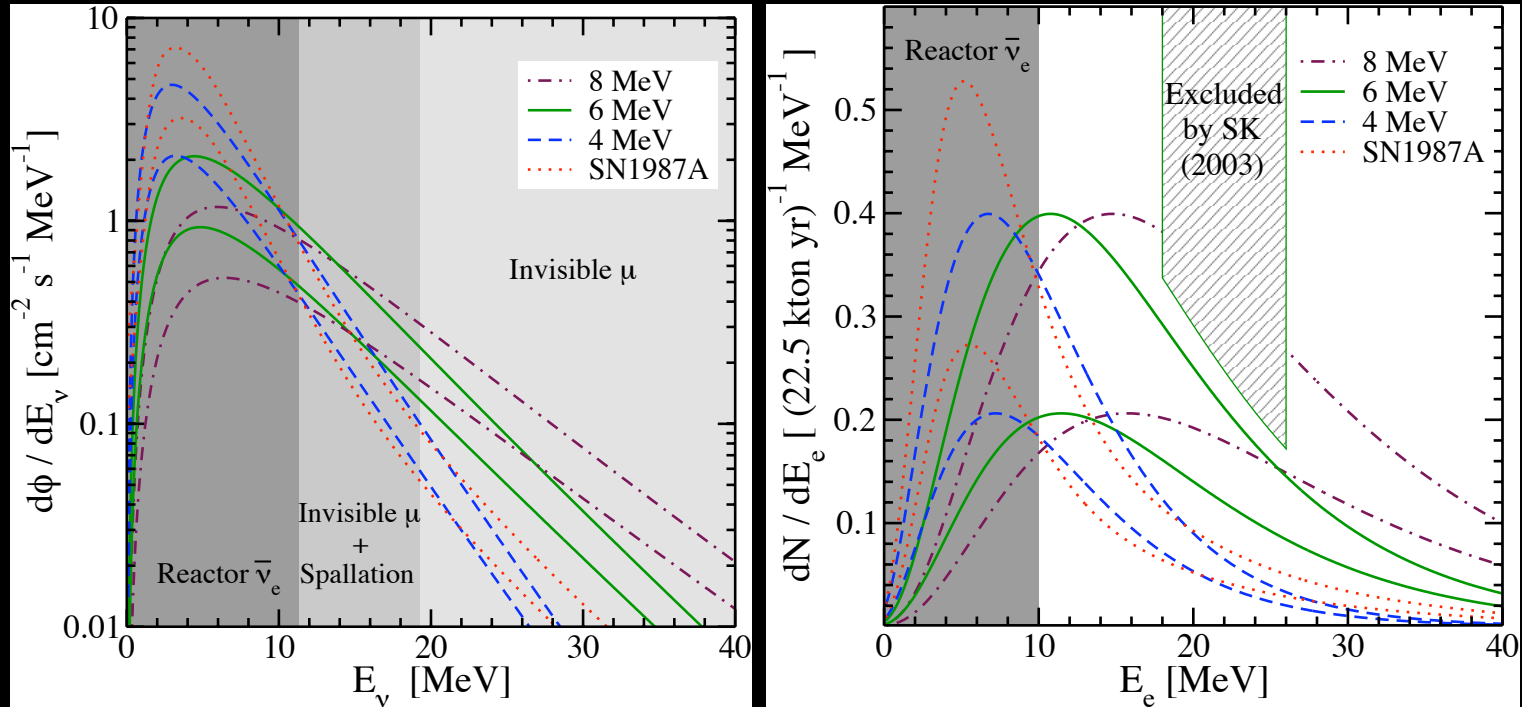 dφ / dE_ν [cm⁻² s⁻¹ MeV⁻¹]
10
1
0.1
0.01
8 MeV
6 MeV
4 MeV
SN1987A
Invisible μ
Invisible μ
+
Spallation
Reactor ν̅_e
0 10 20 30 40
E_ν [MeV]
dN / dE_e [ (22.5 kton yr)⁻¹ MeV⁻¹]
0.5
0.4
0.3
0.2
0.1
Reactor ν̅_e
Excluded
by SK
(2003)
8 MeV
6 MeV
4 MeV
SN1987A
0 10 20 30 40
E_e [MeV]